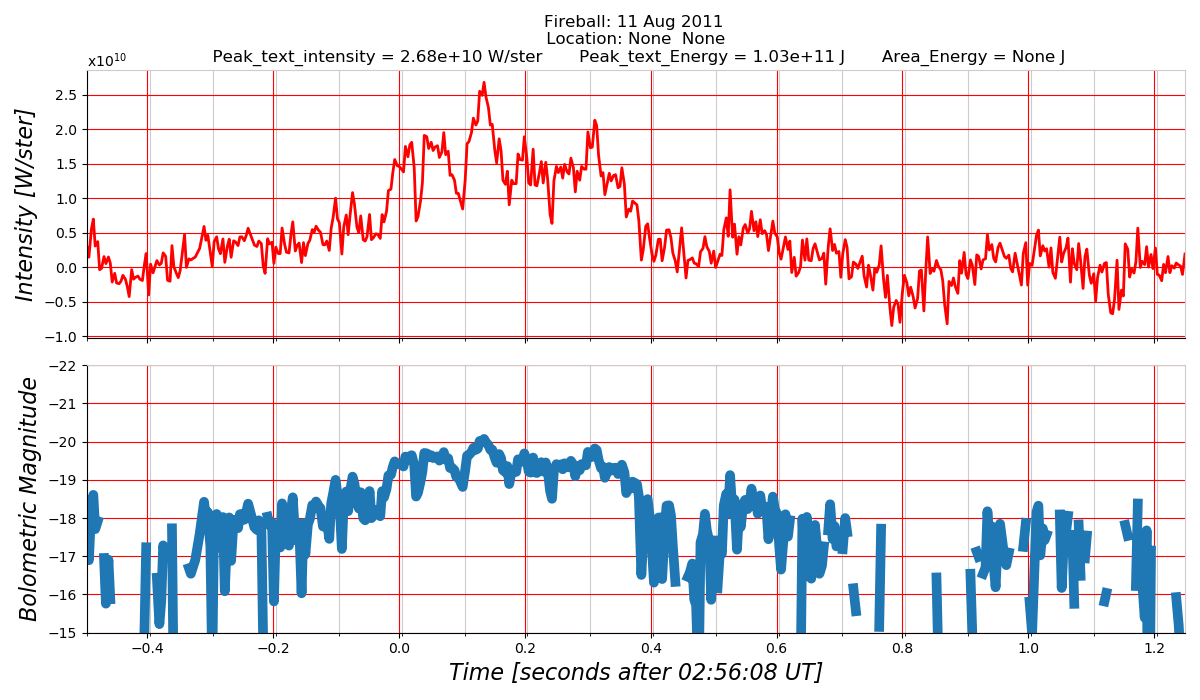 Fireball: 11 Aug 2011
Location: None  None
Peak_text_intensity = 2.68e+10 W/ster    Peak_text_Energy = 1.03e+11 J    Area_Energy = None J
x10¹⁰
Intensity [W/ster]
2.5
2.0
1.5
1.0
0.5
0.0
−0.5
−1.0
Bolometric Magnitude
−22
−21
−20
−19
−18
−17
−16
−15
−0.4 −0.2 0.0 0.2 0.4 0.6 0.8 1.0 1.2
Time [seconds after 02:56:08 UT]